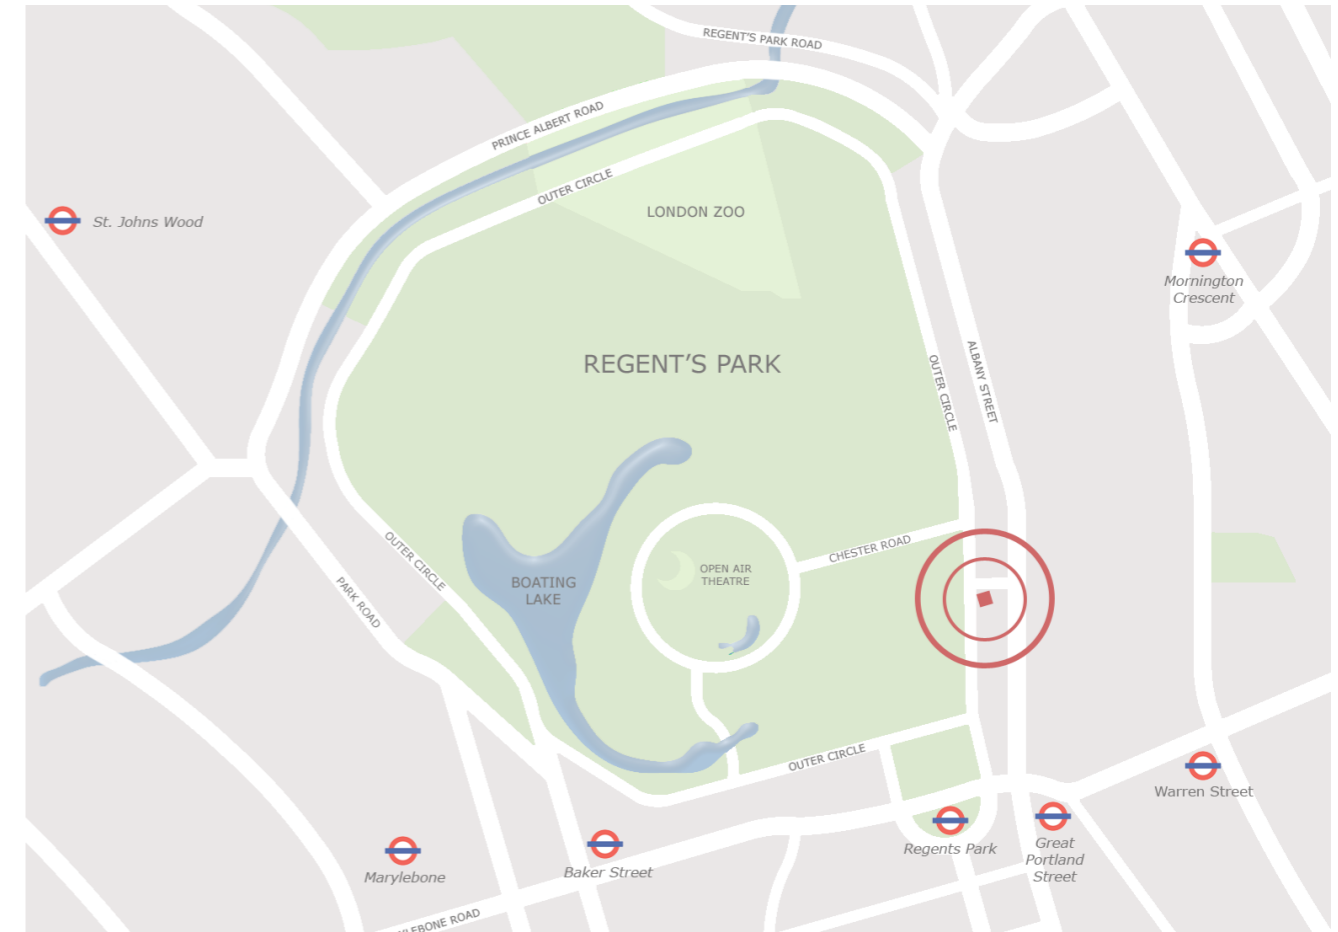 REGENT'S PARK ROAD
PRINCE ALBERT ROAD
OUTER CIRCLE
LONDON ZOO
St. Johns Wood
Mornington
Crescent
REGENT'S PARK
ALBANY STREET
OUTER CIRCLE
OUTER CIRCLE
CHESTER ROAD
OPEN AIR
THEATRE
BOATING
LAKE
PARK ROAD
OUTER CIRCLE
Warren Street
Regents Park
Great
Portland
Street
Baker Street
Marylebone
YLEBONE ROAD